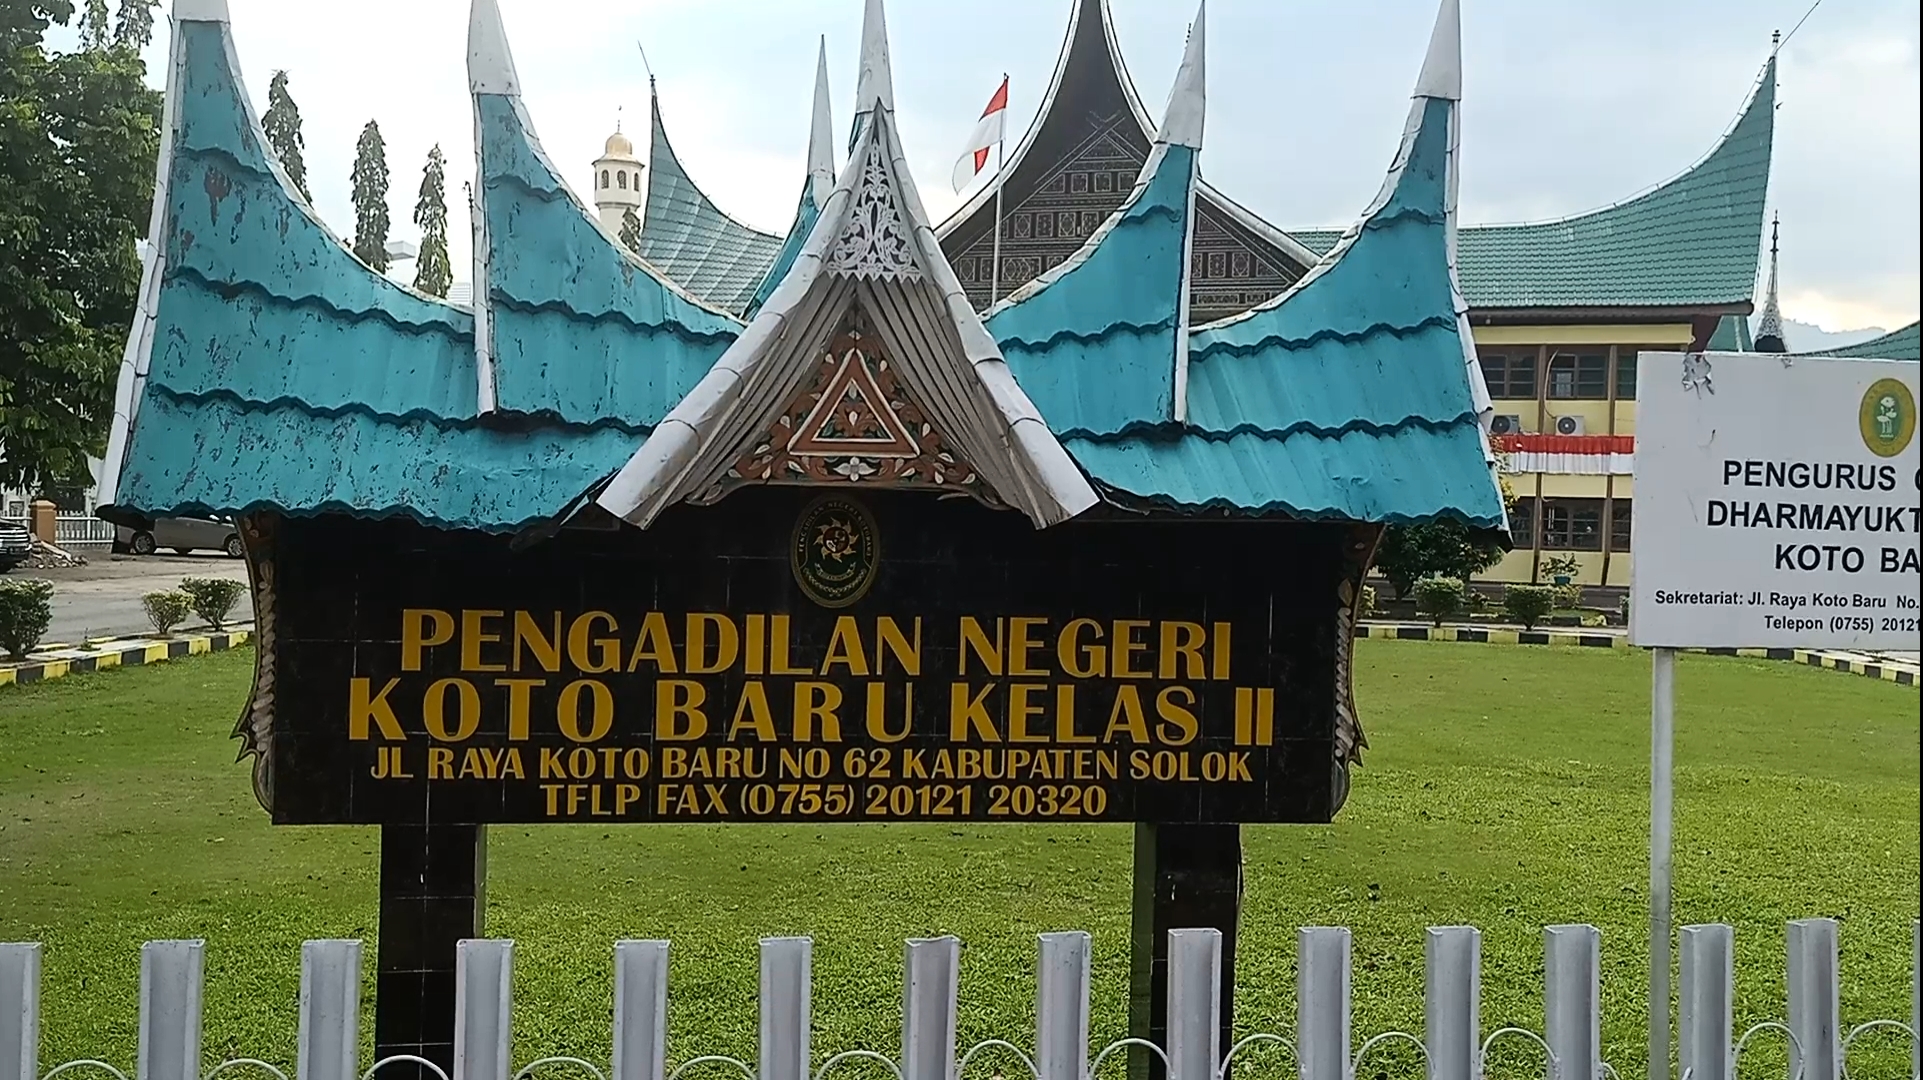 PENGADILAN NEGERI
KOTO BARU KELAS II
JL RAYA KOTO BARU NO 62 KABUPATEN SOLOK
TFLP FAX (0755) 20121 20320
PENGURUS
DHARMAYUKT
KOTO BA
Sekretariat: Jl. Raya Koto Baru No.
Telepon (0755) 20121